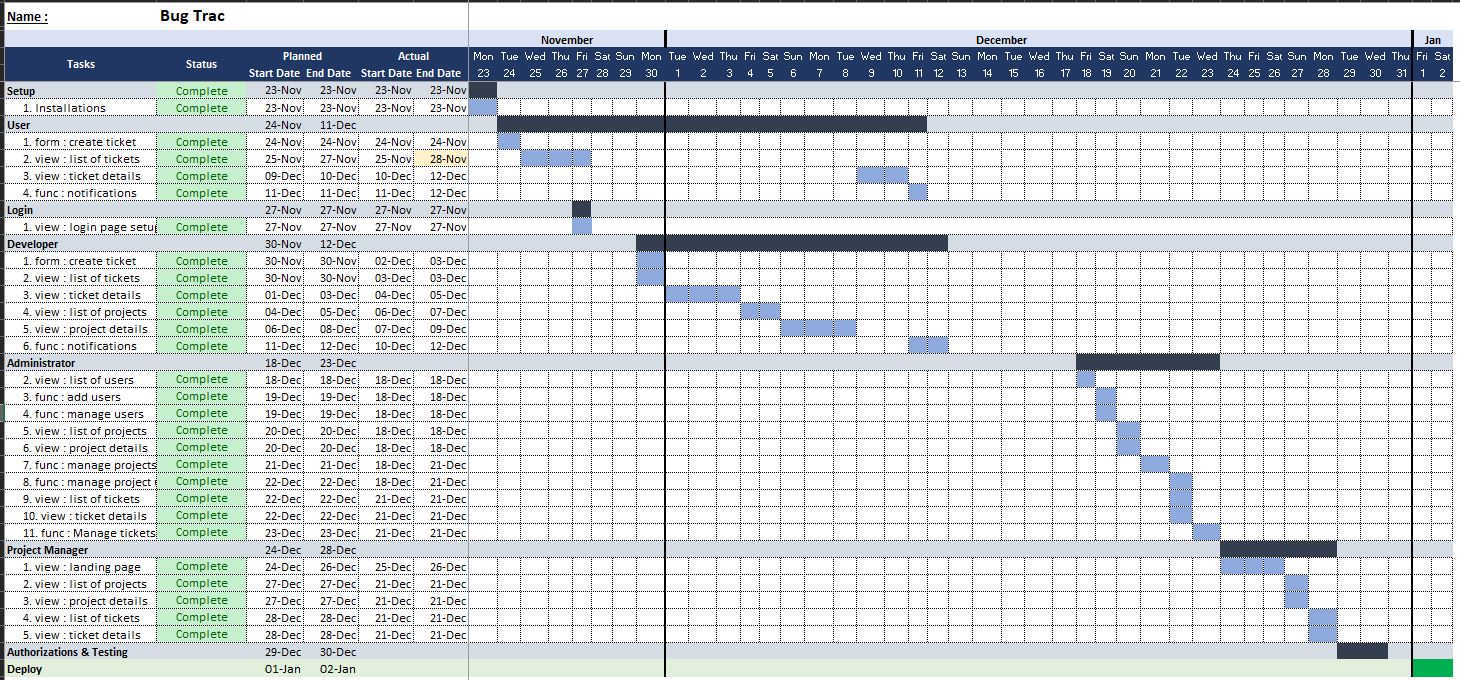 Name : Bug Trac
November December Jan
Planned Actual Mon Tue Wed Thu Fri Sat Sun Mon Tue Wed Thu Fri Sat Sun Mon Tue Wed Thu Fri Sat Sun Mon Tue Wed Thu Fri Sat Sun Mon Tue Wed Thu Fri Sat Sun Mon Tue Wed Thu Fri Sat
Tasks Status
Start Date End Date Start Date End Date 23 24 25 26 27 28 29 30 1 2 3 4 5 6 7 8 9 10 11 12 13 14 15 16 17 18 19 20 21 22 23 24 25 26 27 28 29 30 31 1 2
Setup Complete 23-Nov 23-Nov 23-Nov 23-Nov
1. Installations Complete 23-Nov 23-Nov 23-Nov 23-Nov
User 24-Nov 11-Dec
1. form : create ticket Complete 24-Nov 24-Nov 24-Nov 24-Nov
2. view : list of tickets Complete 25-Nov 27-Nov 25-Nov 28-Nov
3. view : ticket details Complete 09-Dec 10-Dec 10-Dec 12-Dec
4. func : notifications Complete 11-Dec 11-Dec 11-Dec 12-Dec
Login 27-Nov 27-Nov 27-Nov 27-Nov
1. view : login page setu Complete 27-Nov 27-Nov 27-Nov 27-Nov
Developer 30-Nov 12-Dec
1. form : create ticket Complete 30-Nov 30-Nov 02-Dec 03-Dec
2. view : list of tickets Complete 30-Nov 30-Nov 03-Dec 03-Dec
3. view : ticket details Complete 01-Dec 03-Dec 04-Dec 05-Dec
4. view : list of projects Complete 04-Dec 05-Dec 06-Dec 07-Dec
5. view : project details Complete 06-Dec 08-Dec 07-Dec 09-Dec
6. func : notifications Complete 11-Dec 12-Dec 10-Dec 12-Dec
Administrator 18-Dec 23-Dec
2. view : list of users Complete 18-Dec 18-Dec 18-Dec 18-Dec
3. func : add users Complete 19-Dec 19-Dec 18-Dec 18-Dec
4. func : manage users Complete 19-Dec 19-Dec 18-Dec 18-Dec
5. view : list of projects Complete 20-Dec 20-Dec 18-Dec 18-Dec
6. view : project details Complete 20-Dec 20-Dec 18-Dec 18-Dec
7. func : manage projects Complete 21-Dec 21-Dec 18-Dec 21-Dec
8. func : manage project Complete 22-Dec 22-Dec 18-Dec 21-Dec
9. view : list of tickets Complete 22-Dec 22-Dec 21-Dec 21-Dec
10. view : ticket details Complete 22-Dec 22-Dec 21-Dec 21-Dec
11. func : Manage tickets Complete 23-Dec 23-Dec 21-Dec 21-Dec
Project Manager 24-Dec 28-Dec
1. view : landing page Complete 24-Dec 26-Dec 25-Dec 26-Dec
2. view : list of projects Complete 27-Dec 27-Dec 21-Dec 21-Dec
3. view : project details Complete 27-Dec 27-Dec 21-Dec 21-Dec
4. view : list of tickets Complete 28-Dec 28-Dec 21-Dec 21-Dec
5. view : ticket details Complete 28-Dec 28-Dec 21-Dec 21-Dec
Authorizations & Testing 29-Dec 30-Dec
Deploy 01-Jan 02-Jan